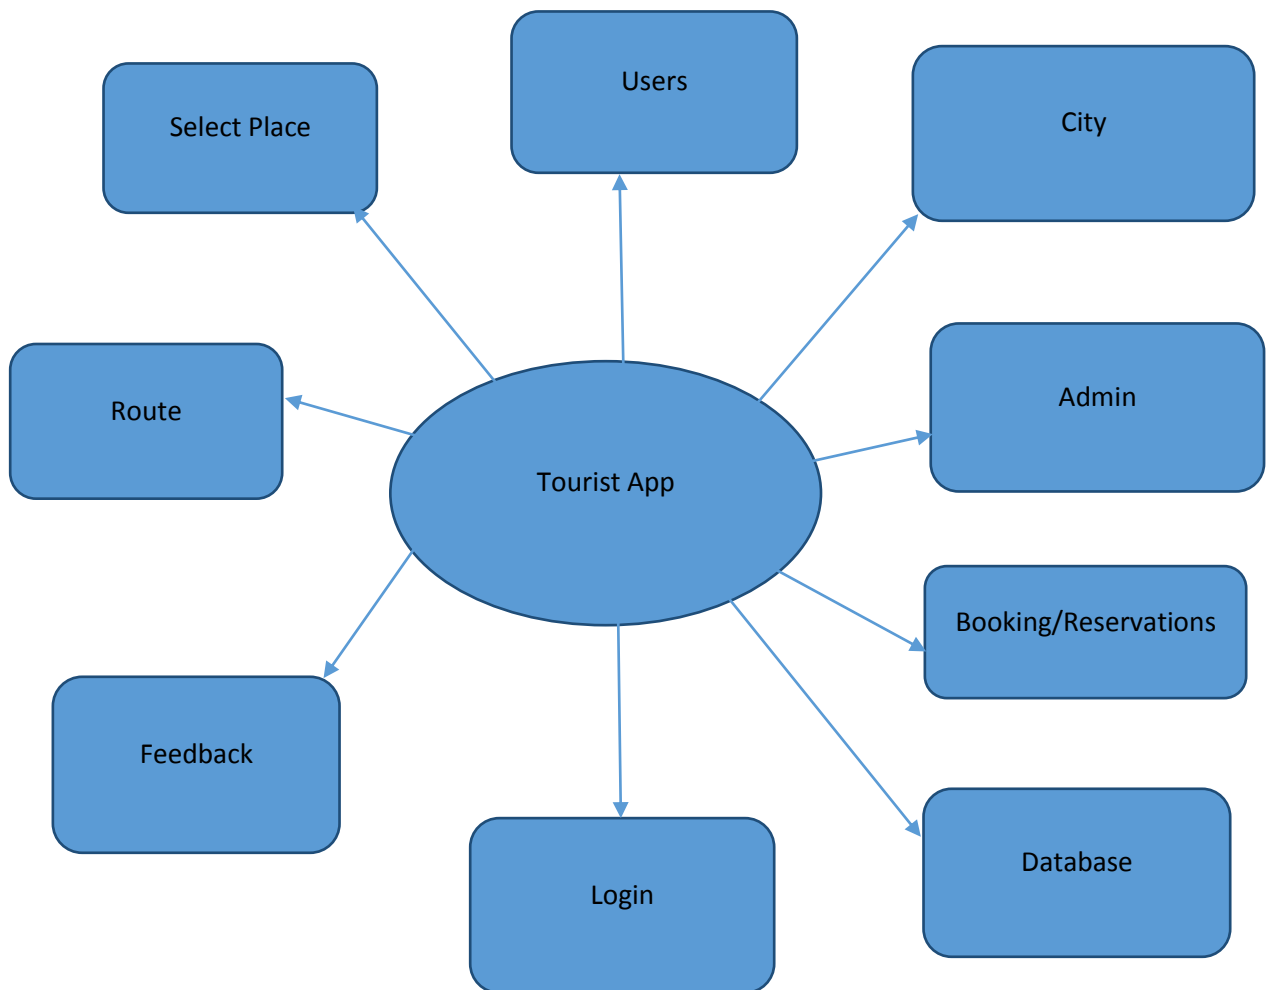 Users
Select Place
City
Route
Admin
Tourist App
Booking/Reservations
Feedback
Login
Database